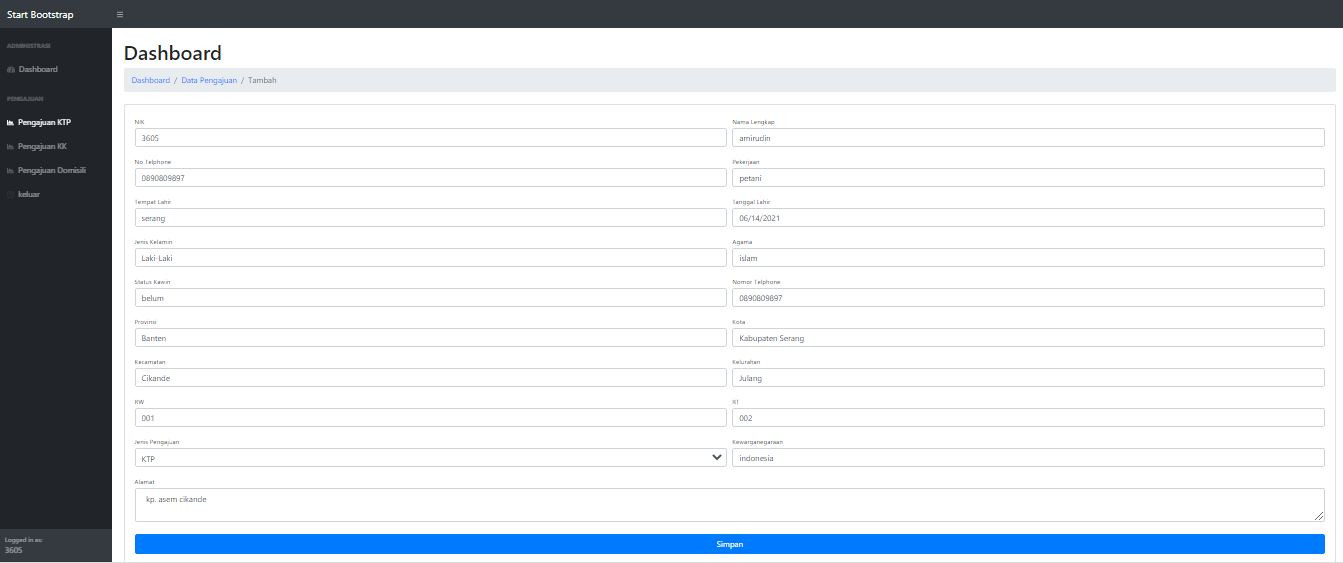 Start Bootstrap
ADMINISTRASI
Dashboard
PENGAJUAN
Pengajuan KTP
Pengajuan KK
Pengajuan Domisili
keluar
Logged in as:
3605
Dashboard
Dashboard / Data Pengajuan / Tambah
NIK
3605
Nama Lengkap
amirudin
No Telphone
0890809897
Pekerjaan
petani
Tempat Lahir
serang
Tanggal Lahir
06/14/2021
Jenis Kelamin
Laki-Laki
Agama
islam
Status Kawin
belum
Nomor Telphone
0890809897
Provinsi
Banten
Kota
Kabupaten Serang
Kecamatan
Cikande
Kelurahan
Julang
RW
001
RT
002
Jenis Pengajuan
KTP
Kewarganegaraan
indonesia
Alamat
kp. asem cikande
Simpan